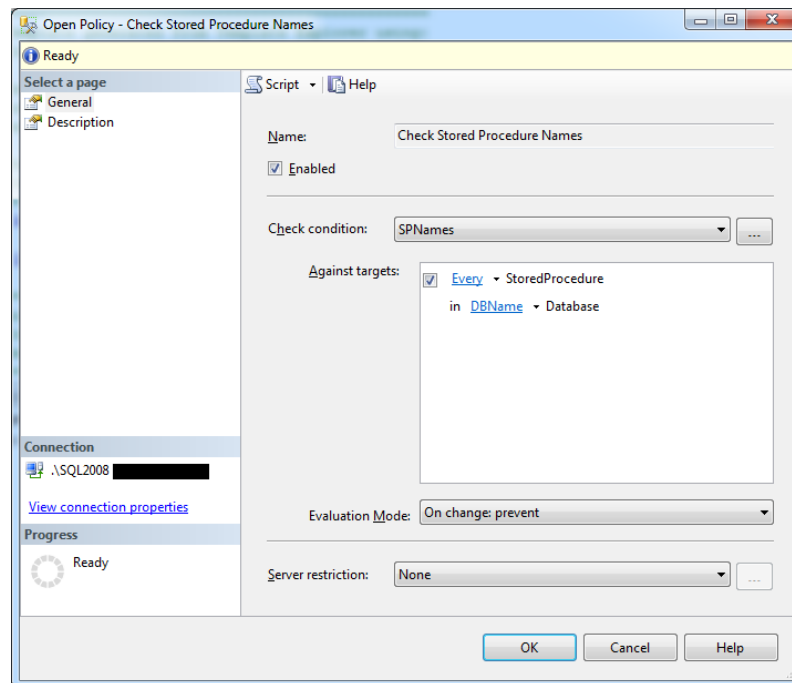 Open Policy - Check Stored Procedure Names
Ready
Select a page
General
Description
Script Help
Name: Check Stored Procedure Names
Enabled
Check condition: SPNames ...
Against targets: Every StoredProcedure
in DBName Database
Connection
.\SQL2008
View connection properties
Evaluation Mode: On change: prevent
Progress
Ready
Server restriction: None ...
OK Cancel Help